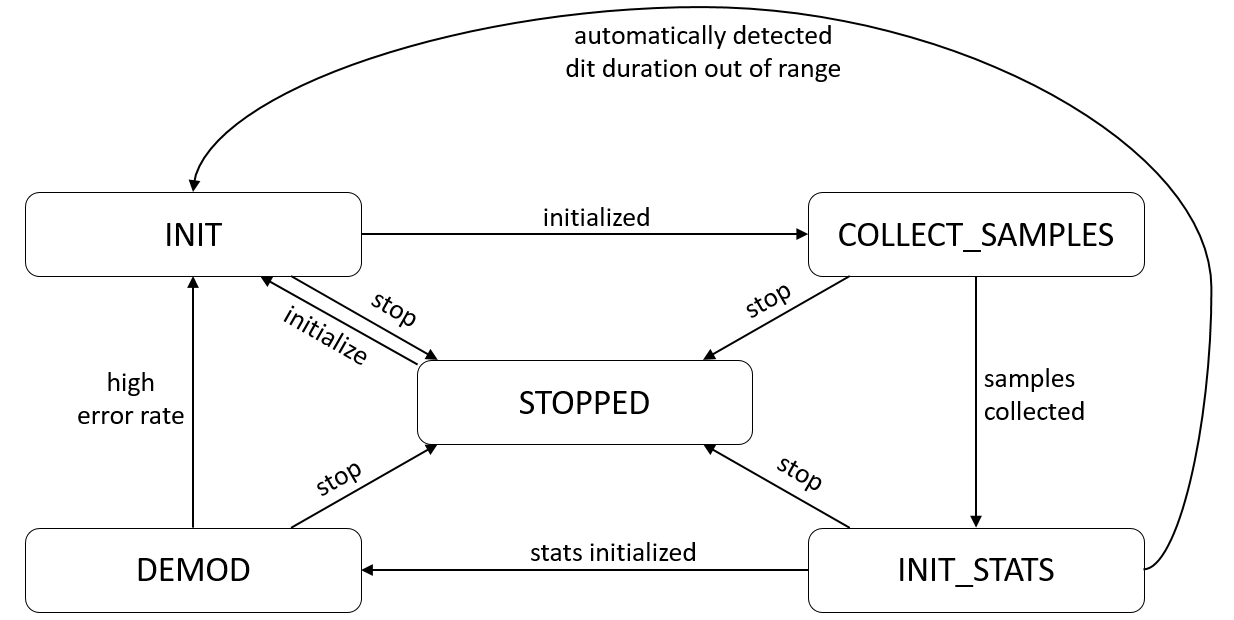 automatically detected
dit duration out of range
INIT
initialized
COLLECT_SAMPLES
stop
initialize
stop
high
error rate
STOPPED
samples
collected
stop
stop
DEMOD
stats initialized
INIT_STATS